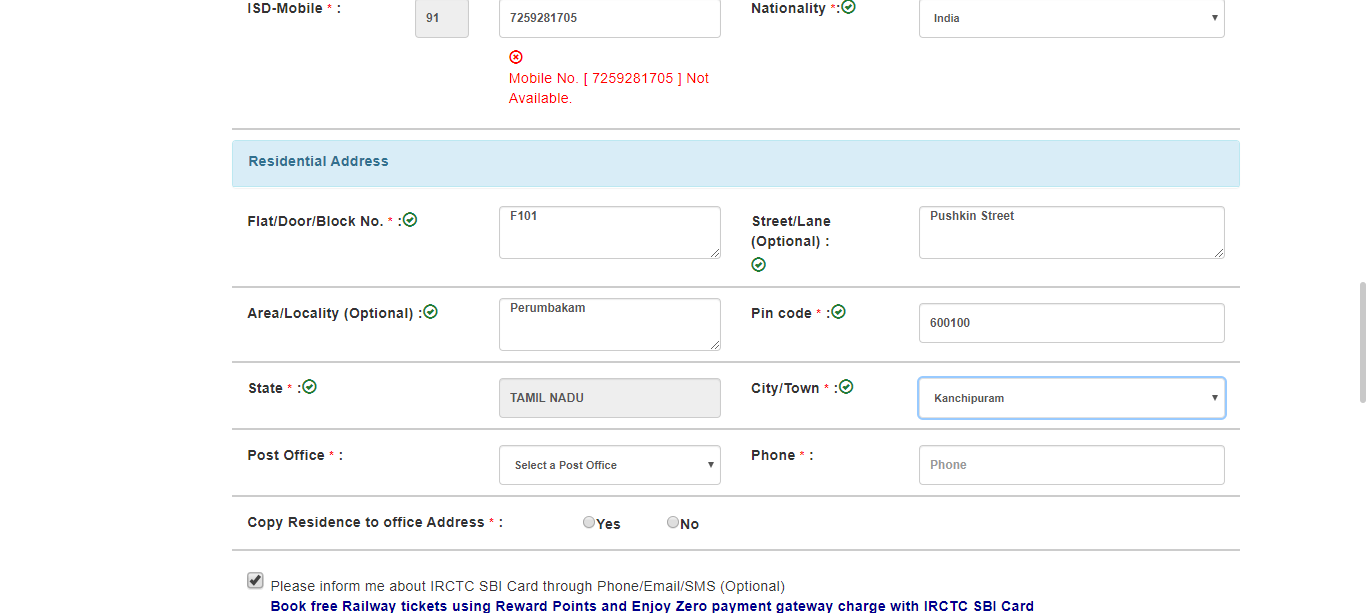 ISD-Mobile * :
91
7259281705
Nationality *:
India
Mobile No. [ 7259281705 ] Not
Available.
Residential Address
Flat/Door/Block No. * :
F101
Street/Lane
(Optional) :
Pushkin Street
Area/Locality (Optional) :
Perumbakam
Pin code * :
600100
State * :
TAMIL NADU
City/Town * :
Kanchipuram
Post Office * :
Select a Post Office
Phone * :
Phone
Copy Residence to office Address * :
Yes
No
Please inform me about IRCTC SBI Card through Phone/Email/SMS (Optional)
Book free Railway tickets using Reward Points and Enjoy Zero payment gateway charge with IRCTC SBI Card